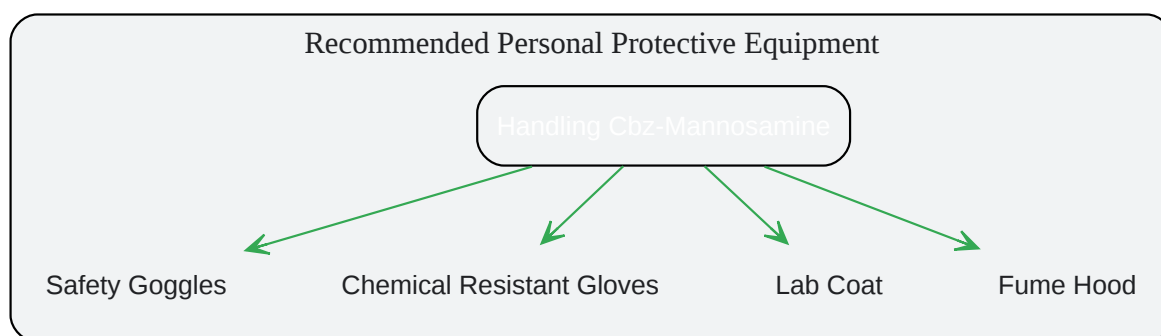 Recommended Personal Protective Equipment
Handling Cbz-Mannosamine
Safety Goggles
Chemical Resistant Gloves
Lab Coat
Fume Hood